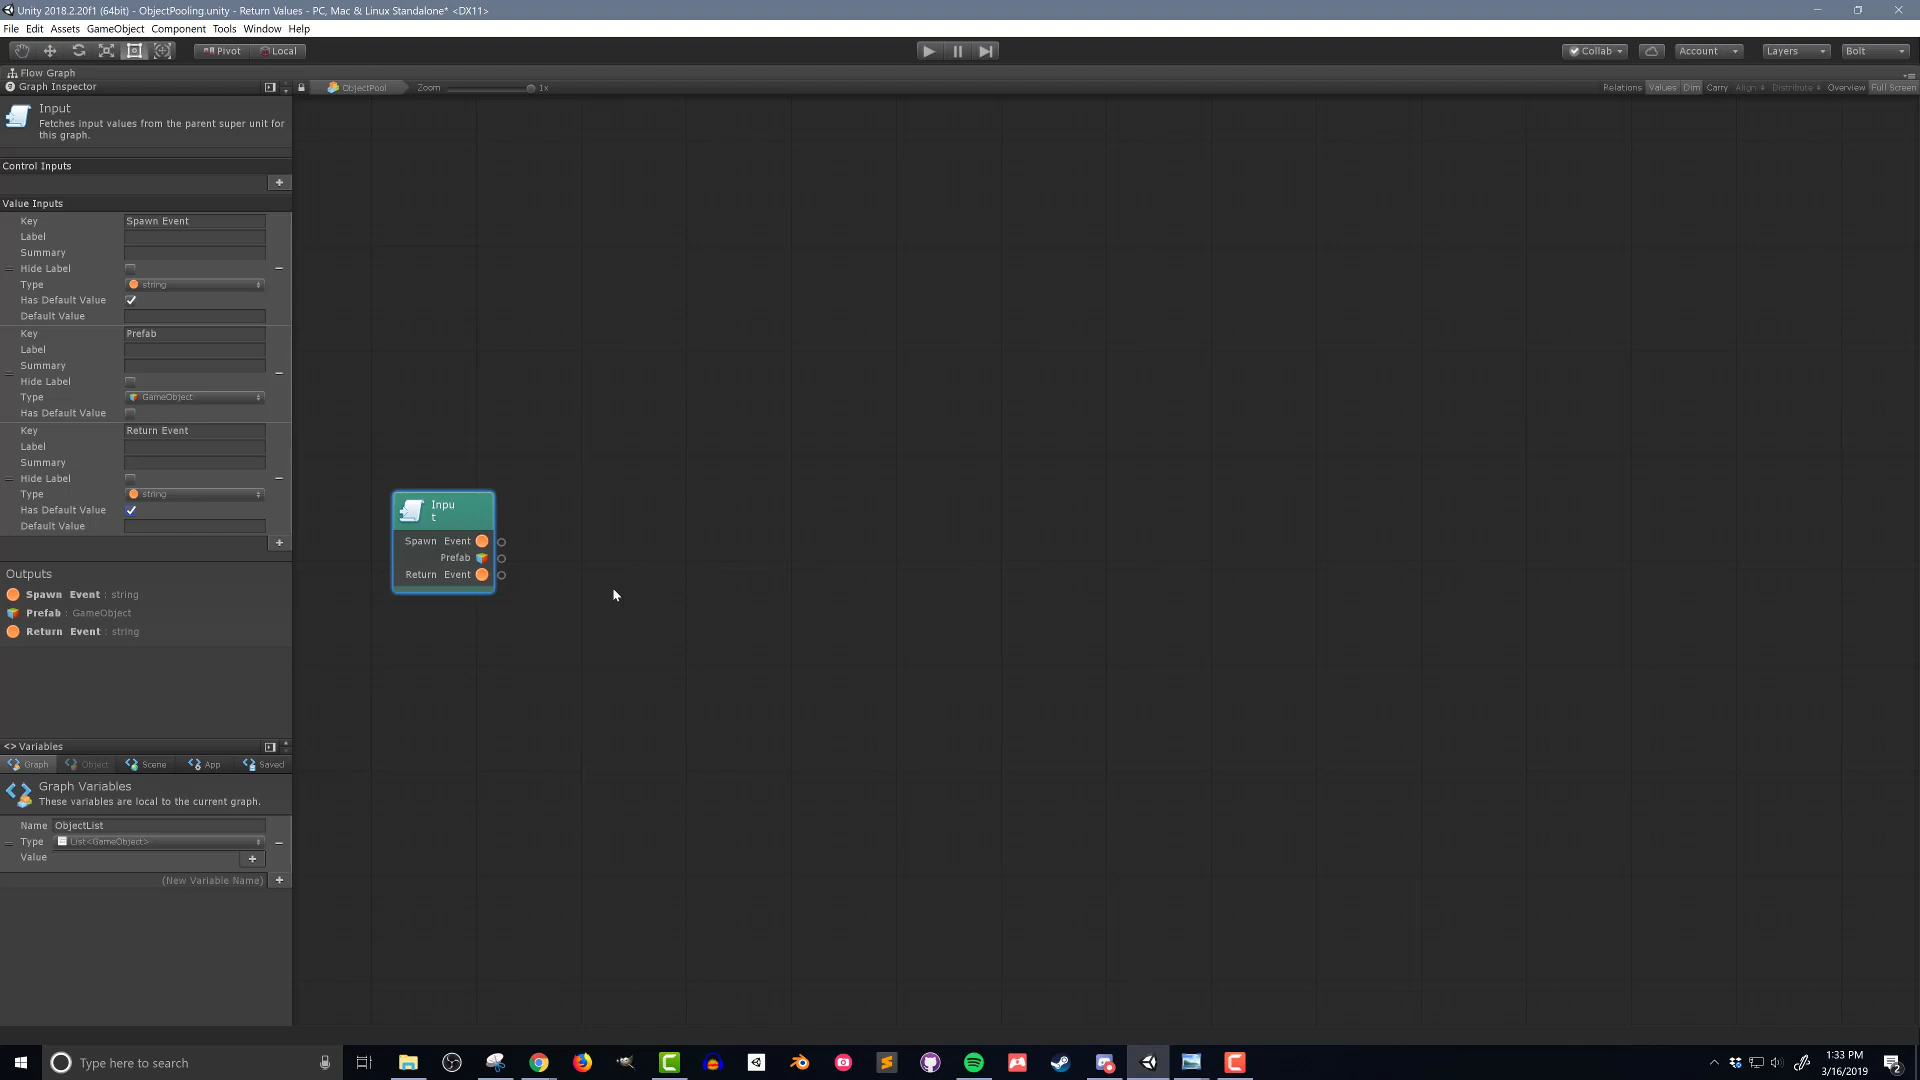 Unity 2018.2.20f1 (64bit) - ObjectPooling.unity - Return Values - PC, Mac & Linux Standalone* <DX11>
File Edit Assets GameObject Component Tools Window Help
Pivot Local Collab Account Layers Bolt
Flow Graph
Graph Inspector
ObjectPool Zoom 1x Relations Values Dim Carry Align Distribute Overview Full Screen
Input
Fetches input values from the parent super unit for
this graph.
Control Inputs
+
Value Inputs
Key Spawn Event
Label
Summary
Hide Label
Type string
Has Default Value
Default Value
Key Prefab
Label
Summary
Hide Label
Type GameObject
Has Default Value
Key Return Event
Label
Summary
Hide Label
Type string
Has Default Value
Default Value
+
Inpu
t
Spawn Event
Prefab
Return Event
Outputs
Spawn Event : string
Prefab : GameObject
Return Event : string
<> Variables
Graph Object Scene App Saved
Graph Variables
These variables are local to the current graph.
Name ObjectList
Type List<GameObject>
Value +
(New Variable Name) +
Type here to search
1:33 PM
3/16/2019
2